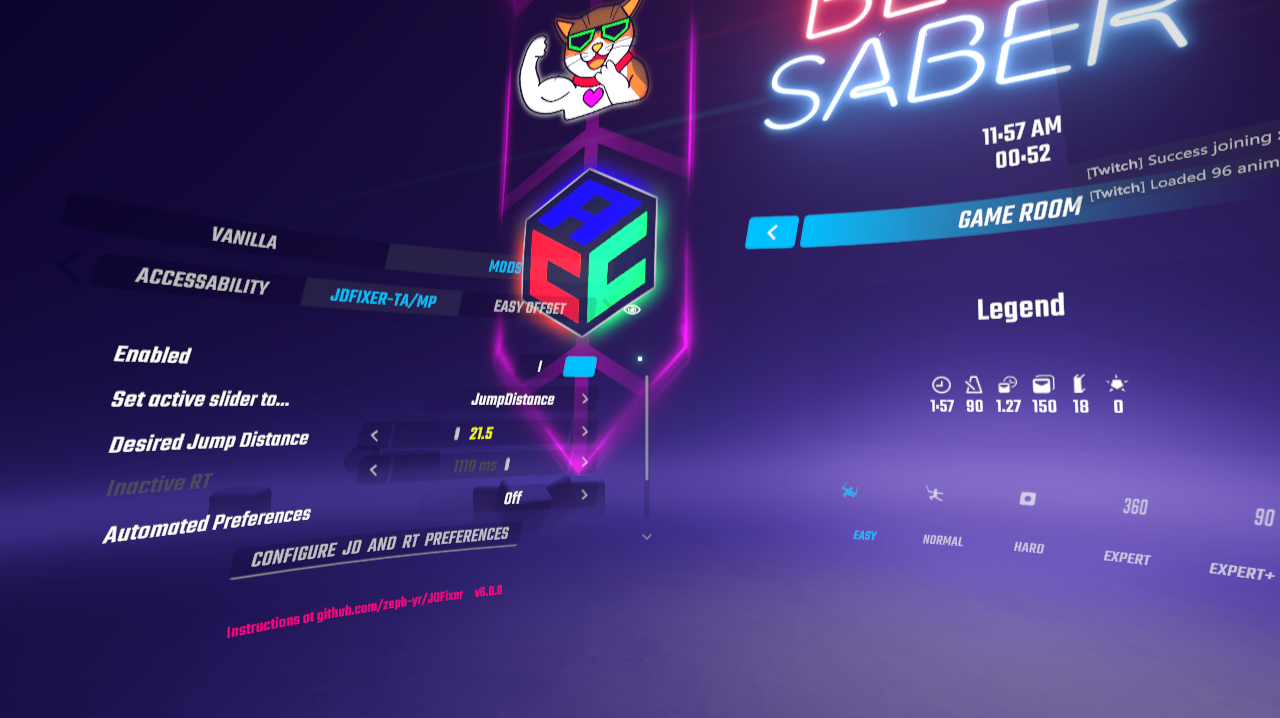 SABER
11:57 AM
00:52
[Twitch] Success joining
[Twitch] Loaded 96 anim
GAME ROOM
VANILLA
MODS
ACCESSABILITY
JDFIXER-TA/MP
EASY OFFSET
A
C C
Legend
1:57 90 1.27 150 18 0
Enabled
I
Set active slider to...
JumpDistance
Desired Jump Distance
21.5
Inactive RT
1110 ms
Automated Preferences
Off
CONFIGURE JD AND RT PREFERENCES
Instructions at github.com/zeph-yr/JDFixer v6.0.0
360
90
EASY
NORMAL
HARD
EXPERT
EXPERT+